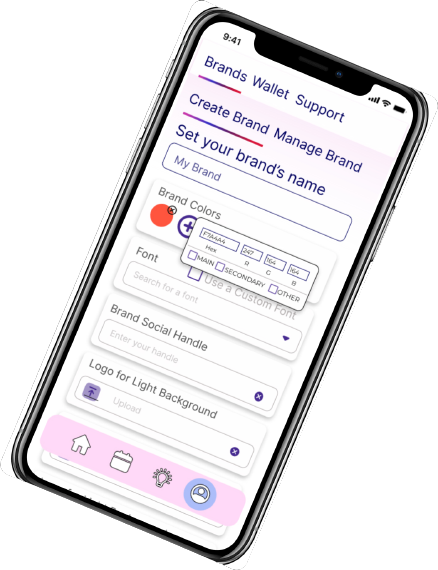 9:41
Brands Wallet Support
Create Brand Manage Brand
Set your brand's name
My Brand
Brand Colors
F7A4A4 247 164 164
Hex R C B
MAIN SECONDARY OTHER
Font
Use a Custom Font
Search for a font
Brand Social Handle
Enter your handle
Logo for Light Background
Upload